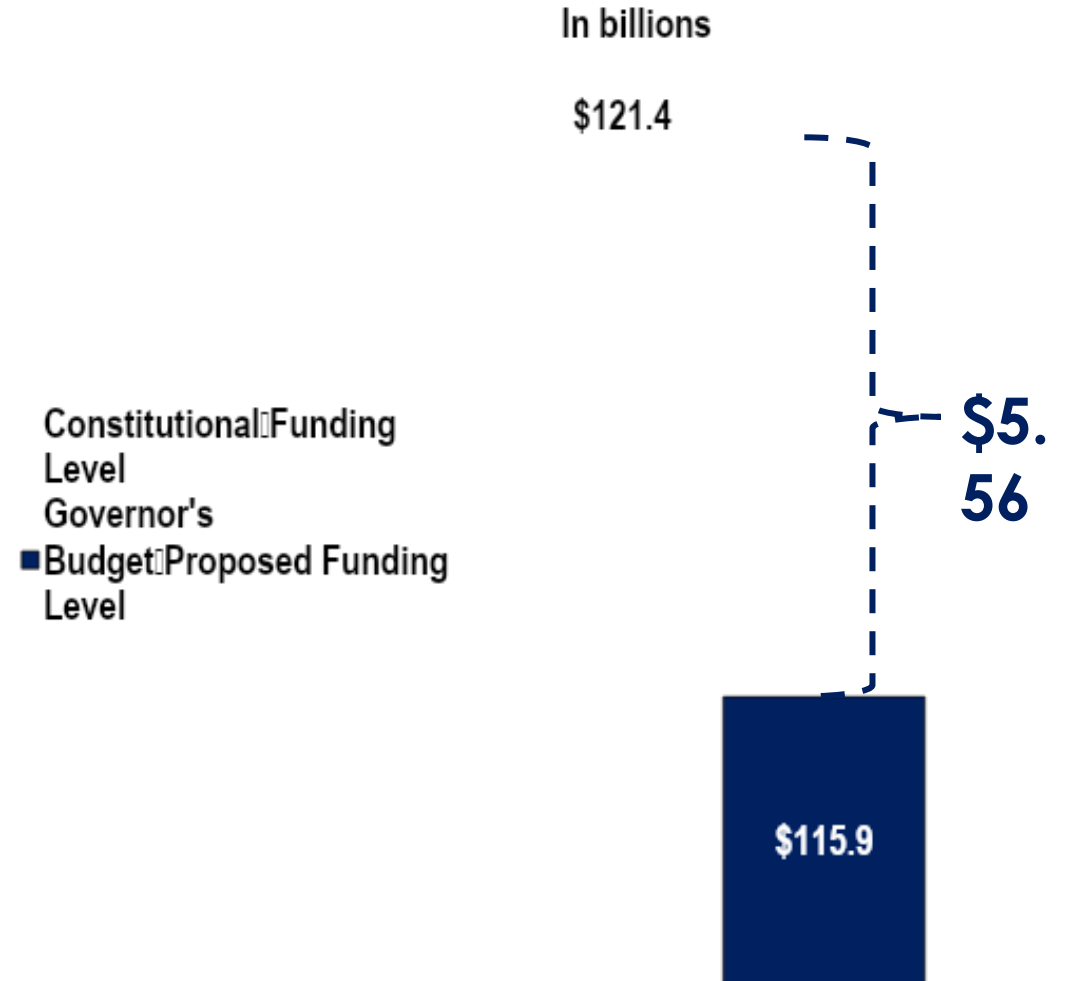 In billions
$121.4
Constitutional Funding
Level
Governor's
Budget Proposed Funding
Level
$5.
56
$115.9